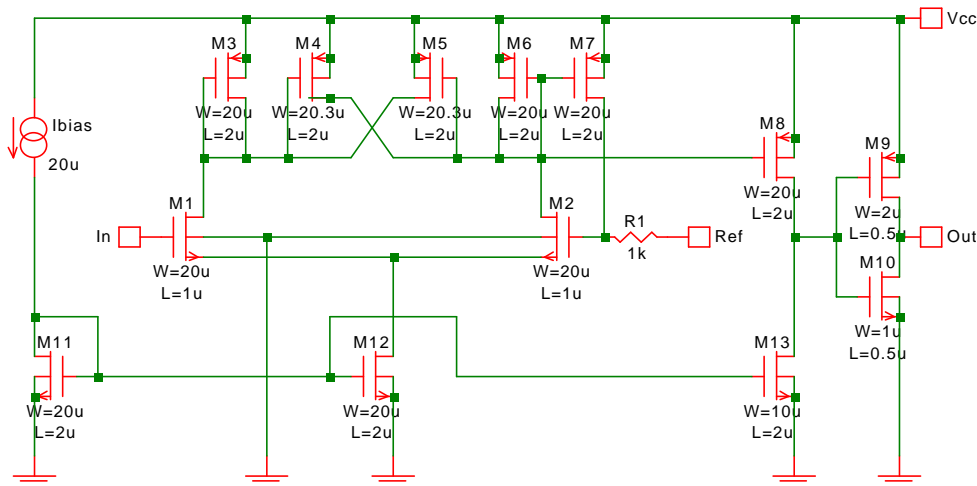 Vcc
M3
M4
M5
M6
M7
W=20u
L=2u
W=20.3u
L=2u
W=20.3u
L=2u
W=20u
L=2u
W=20u
L=2u
Ibias
20u
M8
W=20u
L=2u
M9
W=2u
L=0.5u
M1
In
W=20u
L=1u
M2
W=20u
L=1u
R1
1k
Ref
Out
M10
W=1u
L=0.5u
M11
W=20u
L=2u
M12
W=20u
L=2u
M13
W=10u
L=2u